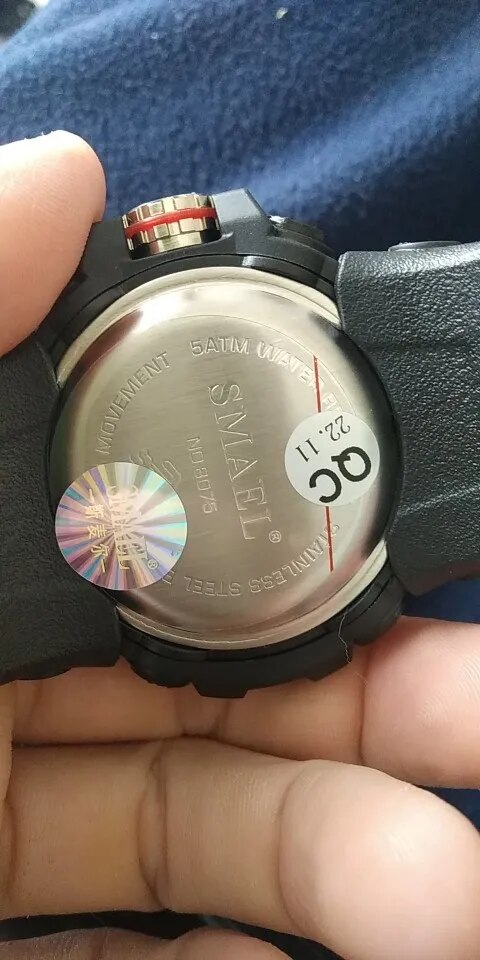 MOVEMENT 5ATM WATER
SMAEL®
NO.8075
STAINLESS STEEL
QC
22.11